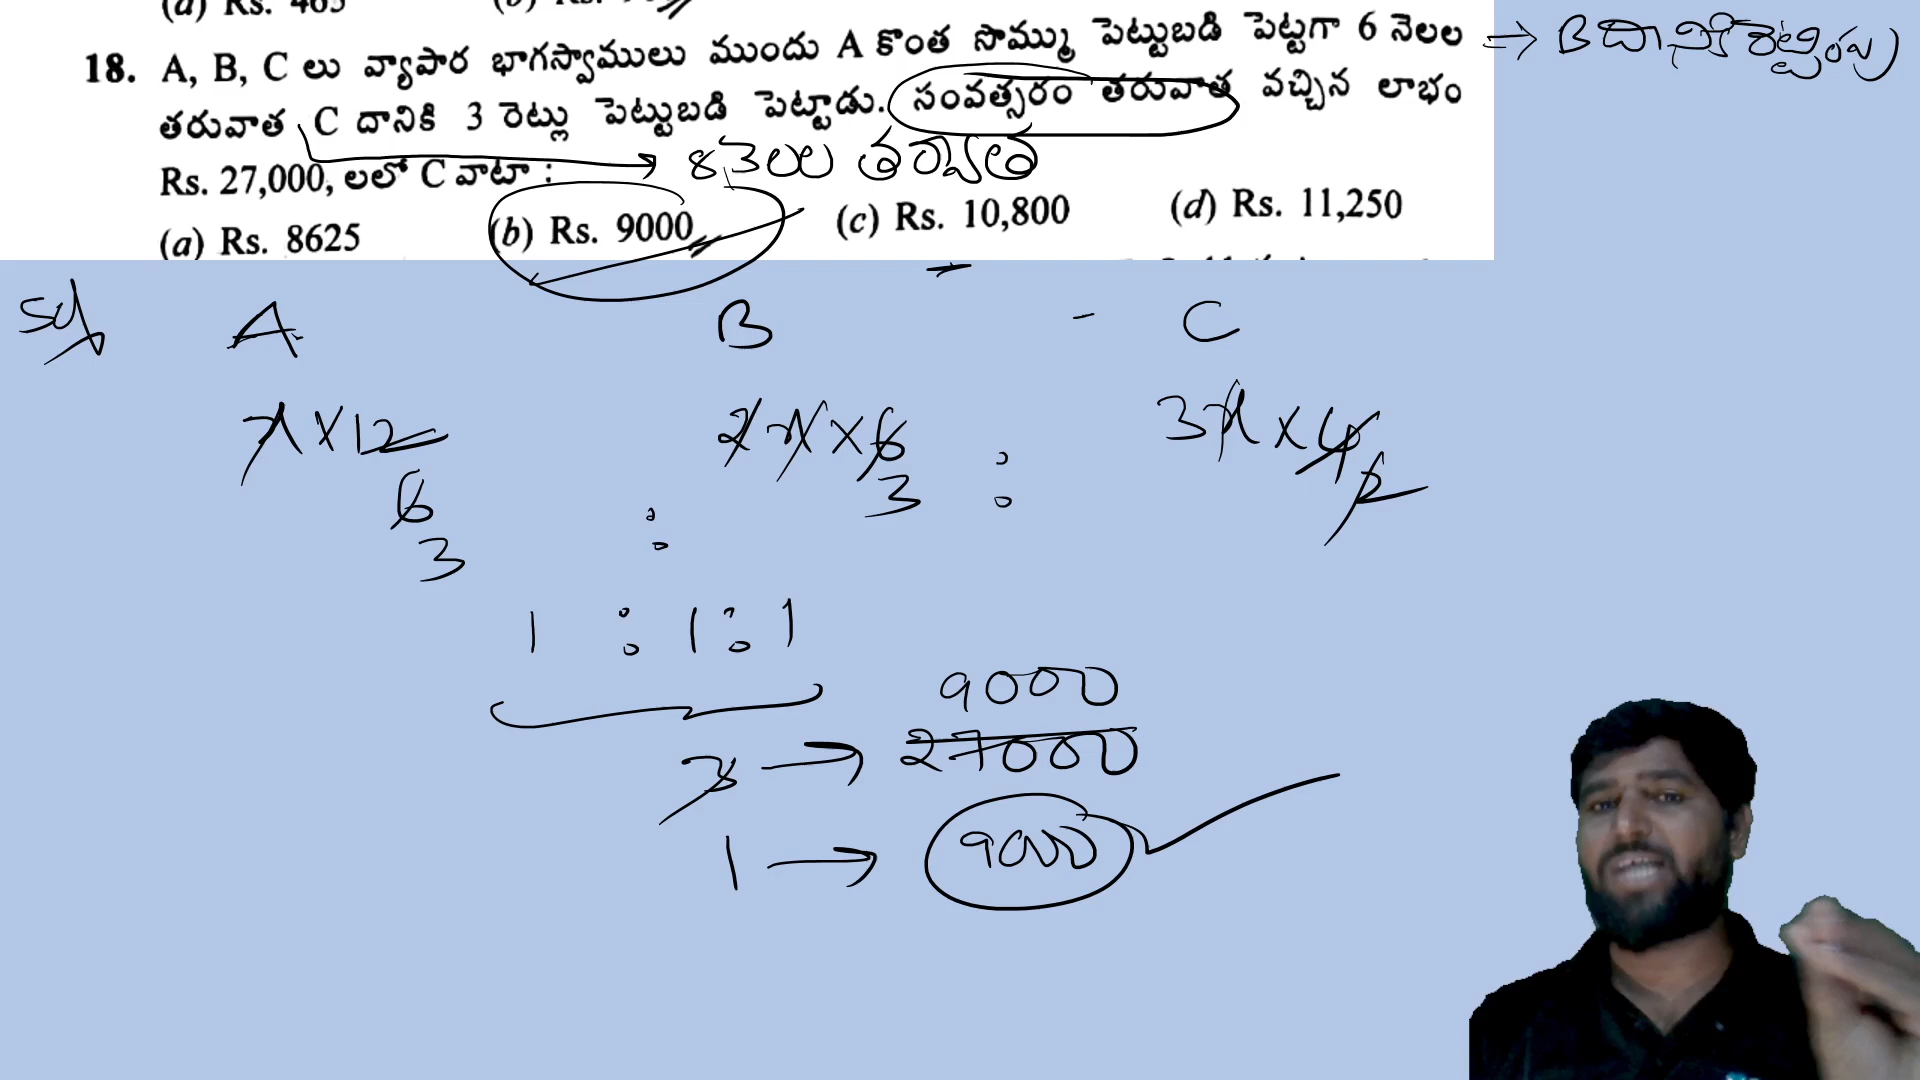 (a) Rs. 465
18. A, B, C లు వ్యాపార భాగస్వాములు ముందు A కొంత సొమ్ము పెట్టుబడి పెట్టగా 6 నెలల → B దానికి రెట్టింపు
తరువాత C దానికి 3 రెట్లు పెట్టుబడి పెట్టాడు. సంవత్సరం తరువాత వచ్చిన లాభం
→ 8 నెలల తర్వాత
Rs. 27,000, లలో C వాటా :
(a) Rs. 8625 (b) Rs. 9000 (c) Rs. 10,800 (d) Rs. 11,250
Sol A B - C
x × 12 2x × 6 : 3x × 4
6 3 2
3 :
1 : 1 : 1
9000
3 → 27000
1 → 9000